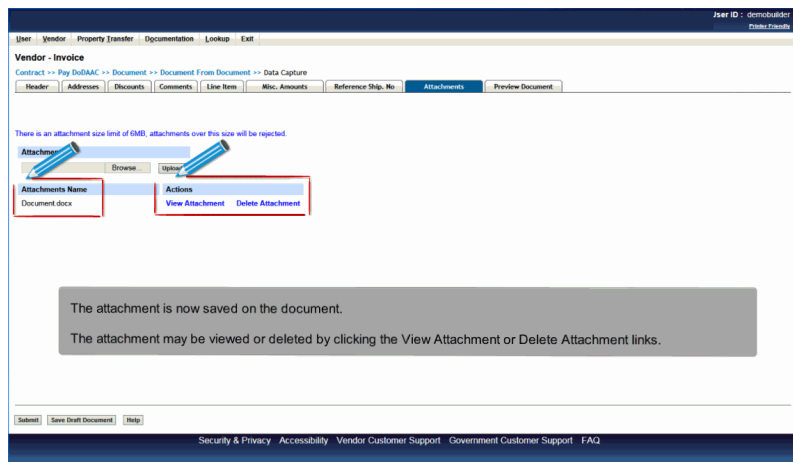 User ID : demobuilder
Printer Friendly
User Vendor Property Transfer Documentation Lookup Exit
Vendor - Invoice
Contract >> Pay DoDAAC >> Document >> Document From Document >> Data Capture
Header Addresses Discounts Comments Line Item Misc. Amounts Reference Ship. No Attachments Preview Document
There is an attachment size limit of 6MB, attachments over this size will be rejected.
Browse... Upload
Attachments Name Actions
Document.docx View Attachment Delete Attachment
The attachment is now saved on the document.
The attachment may be viewed or deleted by clicking the View Attachment or Delete Attachment links.
Submit Save Draft Document Help
Security & Privacy Accessibility Vendor Customer Support Government Customer Support FAQ